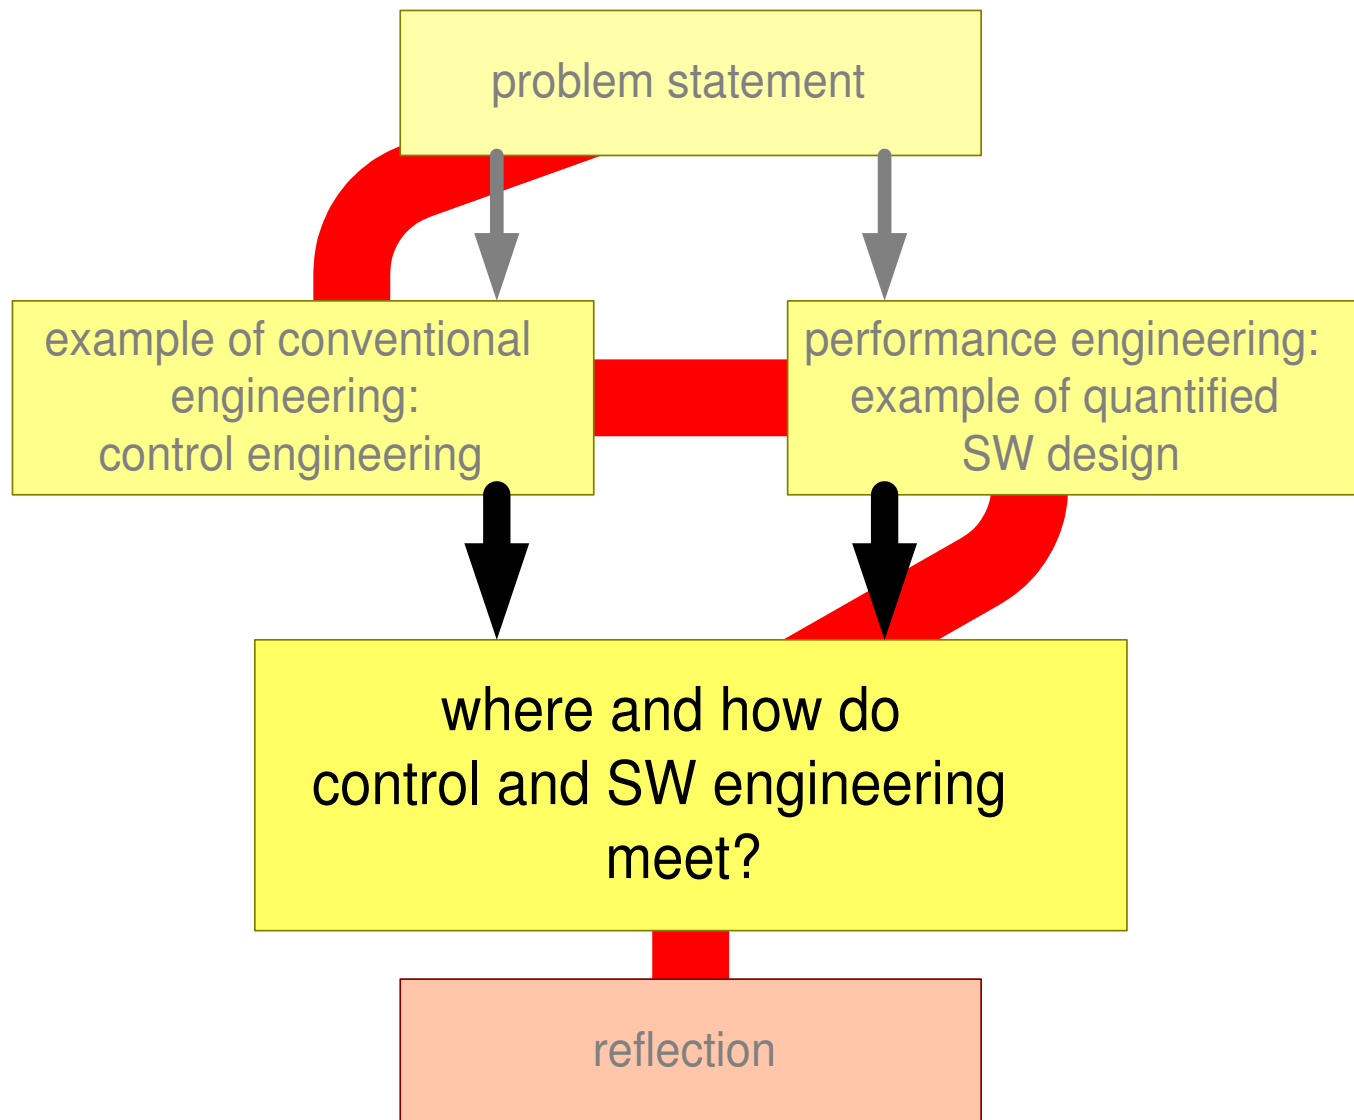 problem statement
example of conventional
engineering:
control engineering
performance engineering:
example of quantified
SW design
where and how do
control and SW engineering
meet?
reflection